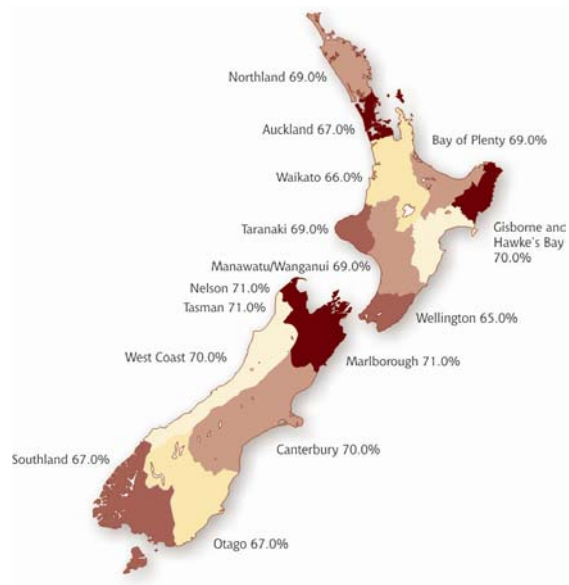 Northland 69.0%
Auckland 67.0%
Bay of Plenty 69.0%
Waikato 66.0%
Taranaki 69.0%
Gisborne and
Hawke's Bay
70.0%
Manawatu/Wanganui 69.0%
Nelson 71.0%
Tasman 71.0%
Wellington 65.0%
West Coast 70.0%
Marlborough 71.0%
Canterbury 70.0%
Southland 67.0%
Otago 67.0%